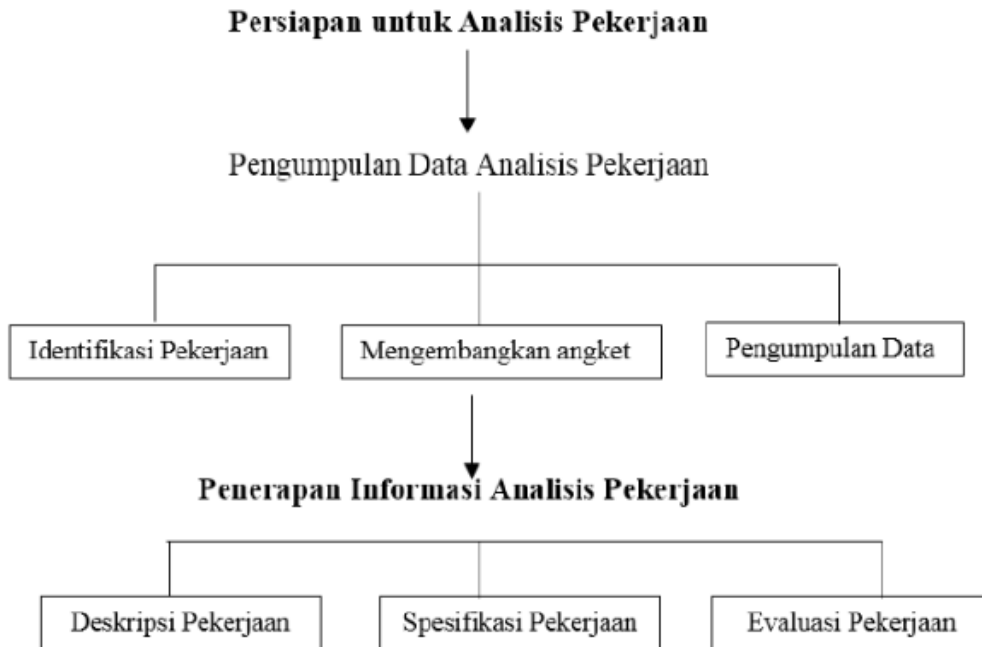 Persiapan untuk Analisis Pekerjaan
Pengumpulan Data Analisis Pekerjaan
Identifikasi Pekerjaan
Mengembangkan angket
Pengumpulan Data
Penerapan Informasi Analisis Pekerjaan
Deskripsi Pekerjaan
Spesifikasi Pekerjaan
Evaluasi Pekerjaan